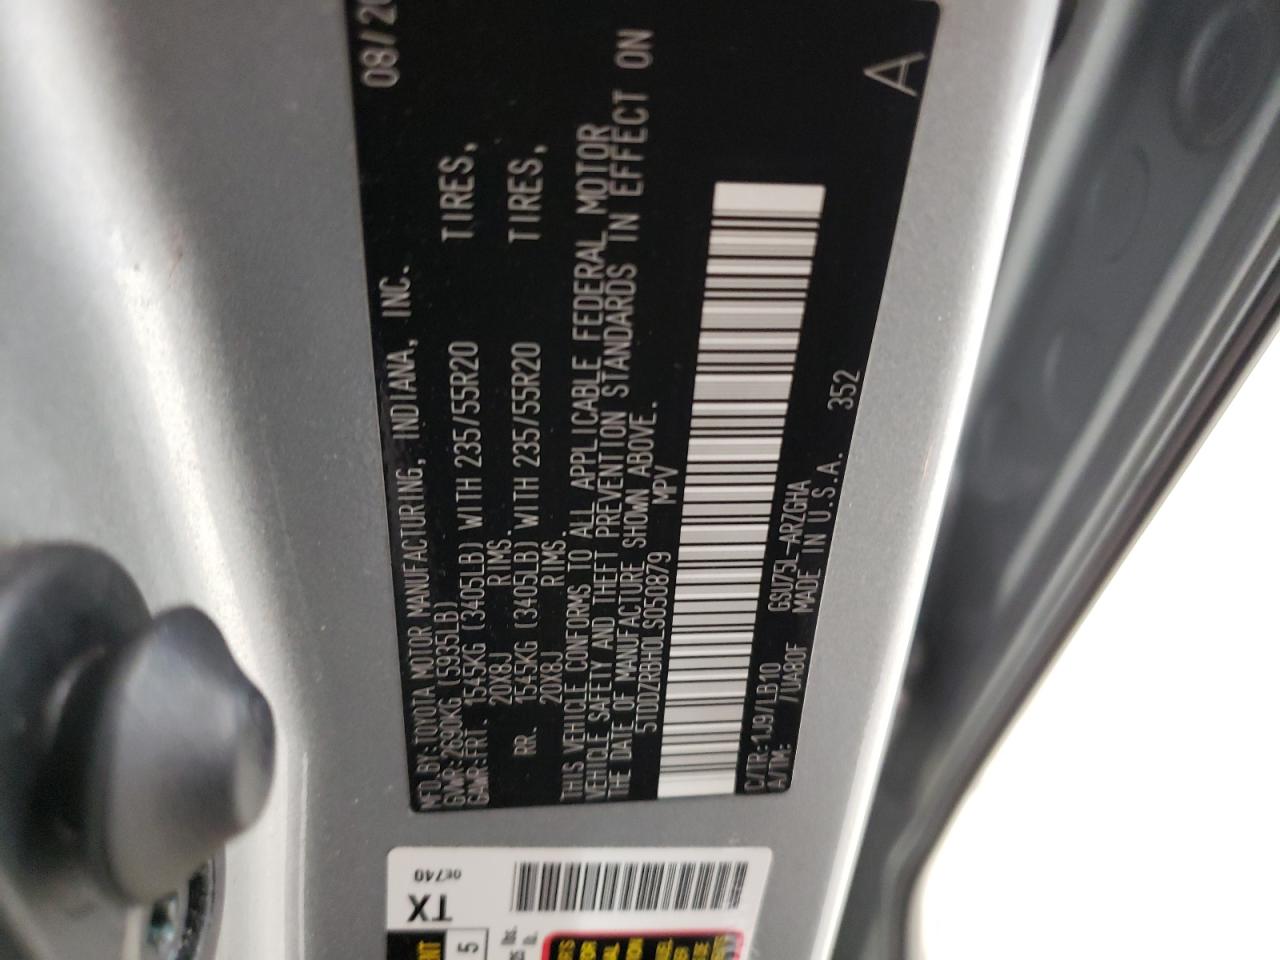 MFD BY: TOYOTA MOTOR MANUFACTURING, INDIANA, INC. 08/20
GVWR: 2690KG (5935LB)
GAWR: FRT. 1545KG (3405LB) WITH 235/55R20 TIRES,
20X8J RIMS.
RR. 1545KG (3405LB) WITH 235/55R20 TIRES,
20X8J RIMS.
THIS VEHICLE CONFORMS TO ALL APPLICABLE FEDERAL MOTOR
VEHICLE SAFETY AND THEFT PREVENTION STANDARDS IN EFFECT ON
THE DATE OF MANUFACTURE SHOWN ABOVE.
5TDDZRBH0LS050879 MPV
C/TR: 1J9/LB10 GSU75L-ARZGHA
A/TM: /UA80F MADE IN U.S.A. 352
A
0E740
TX
5
lbs.